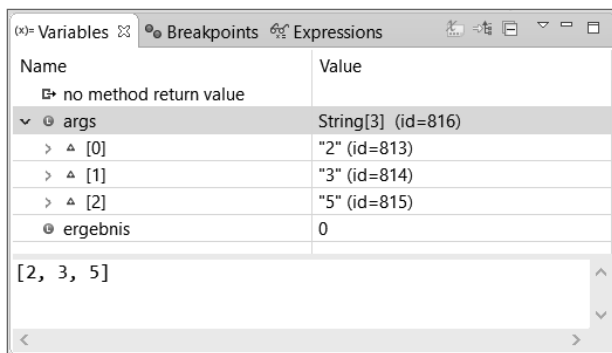 (x)= Variables Breakpoints Expressions
Name Value
no method return value
args String[3] (id=816)
[0] "2" (id=813)
[1] "3" (id=814)
[2] "5" (id=815)
ergebnis 0
[2, 3, 5]